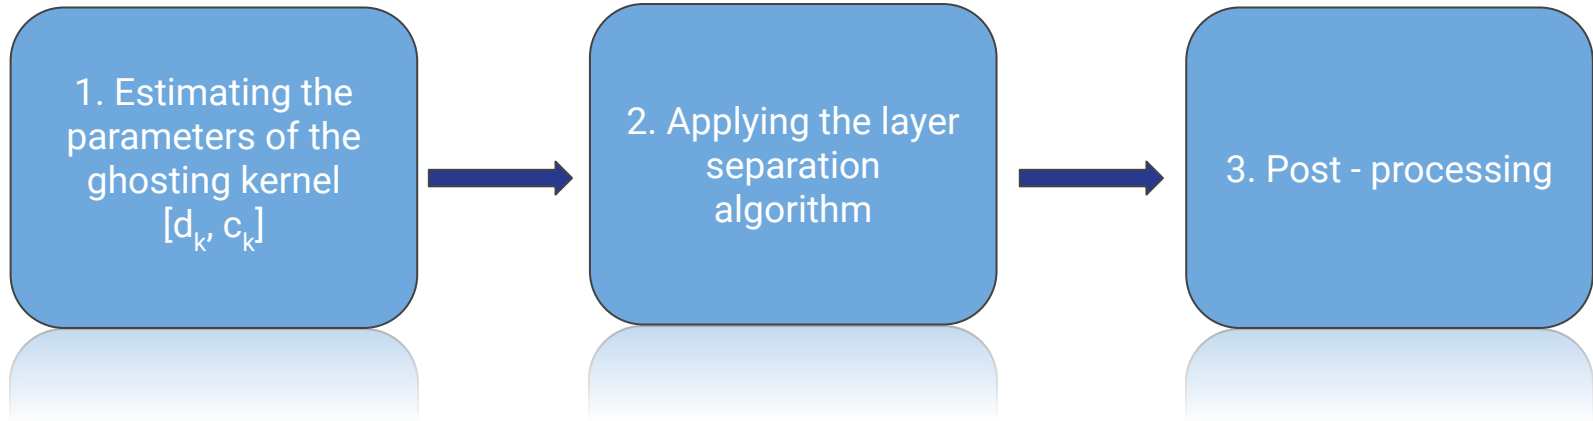 1. Estimating the
parameters of the
ghosting kernel
[dₖ, cₖ]
2. Applying the layer
separation
algorithm
3. Post - processing